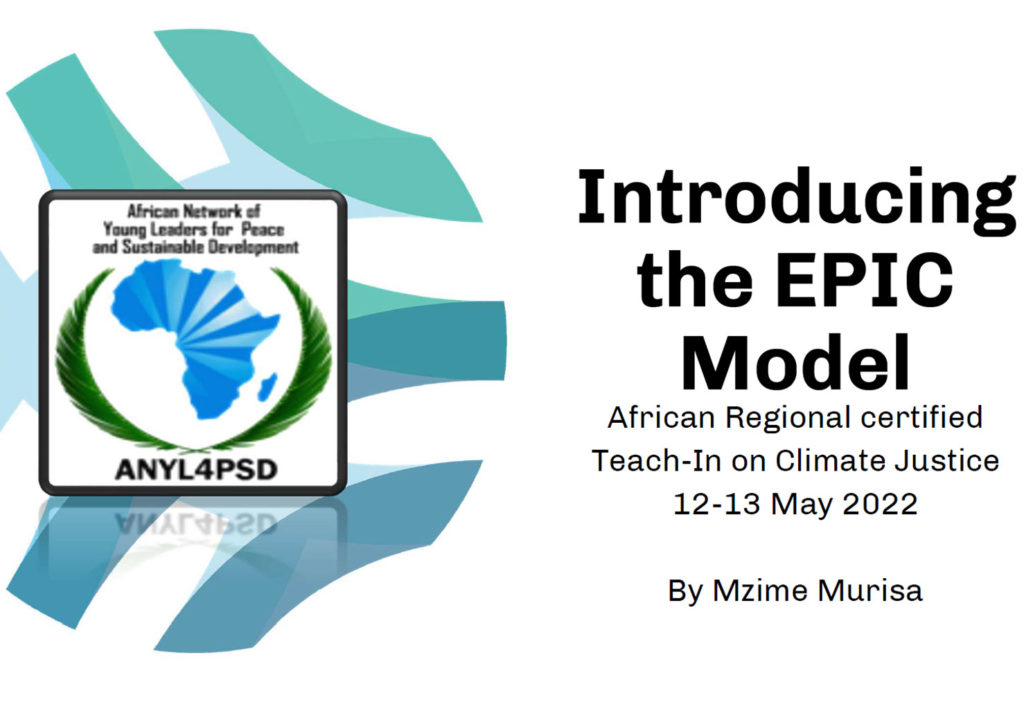 African Network of
Young Leaders for Peace
and Sustainable Development
ANYL4PSD
ANYL4PSD
Introducing
the EPIC
Model
African Regional certified
Teach-In on Climate Justice
12-13 May 2022
By Mzime Murisa